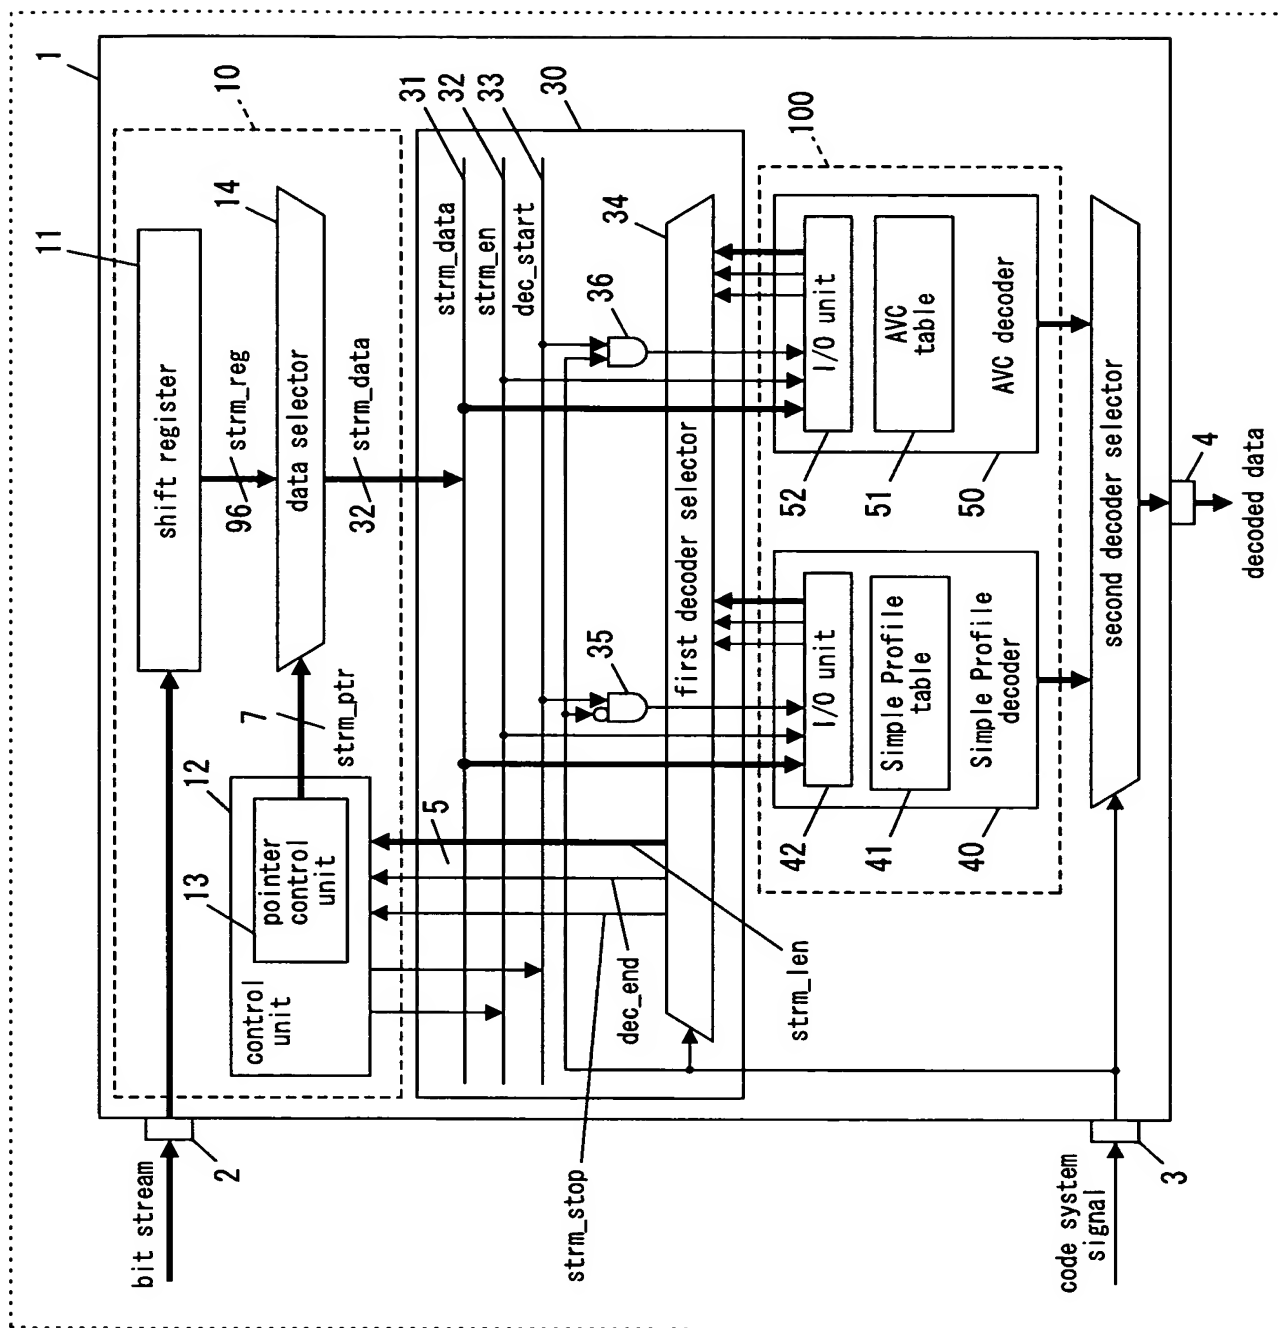 1
10
11
shift register
96
strm_reg
14
data selector
32
strm_data
7
strm_ptr
12
13
pointer
control
unit
control
unit
bit stream
2
31
32
33
30
strm_data
strm_en
dec_start
5
36
34
35
first decoder selector
strm_stop
dec_end
strm_len
100
42
I/O unit
41
Simple Profile
table
Simple Profile
decoder
40
52
I/O unit
51
AVC
table
AVC decoder
50
second decoder selector
code system
signal
3
4
decoded data